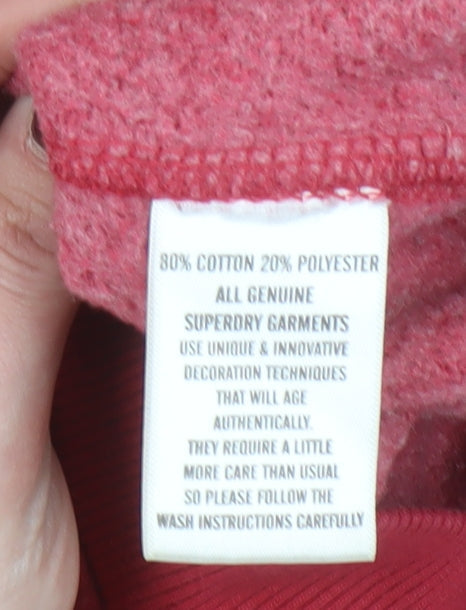 80% COTTON 20% POLYESTER
ALL GENUINE
SUPERDRY GARMENTS
USE UNIQUE & INNOVATIVE
DECORATION TECHNIQUES
THAT WILL AGE
AUTHENTICALLY.
THEY REQUIRE A LITTLE
MORE CARE THAN USUAL
SO PLEASE FOLLOW THE
WASH INSTRUCTIONS CAREFULLY